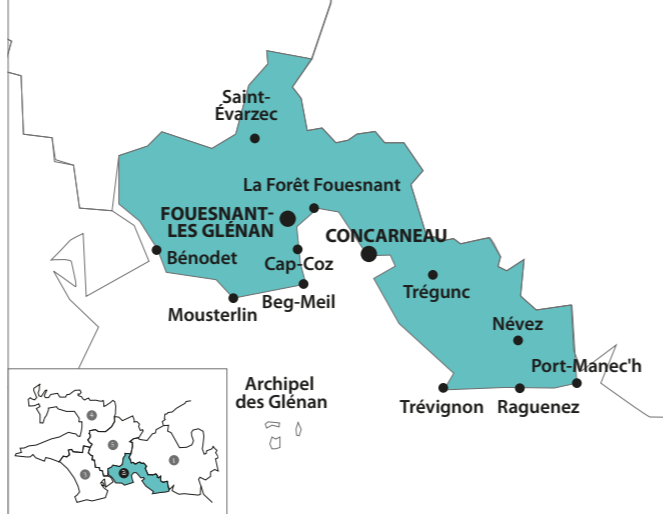 Saint-
Évarzec
La Forêt Fouesnant
FOUESNANT-
LES GLÉNAN
CONCARNEAU
Bénodet
Cap-Coz
Trégunc
Beg-Meil
Mousterlin
Névez
Port-Manec'h
Archipel
des Glénan
Trévignon
Raguenez
4